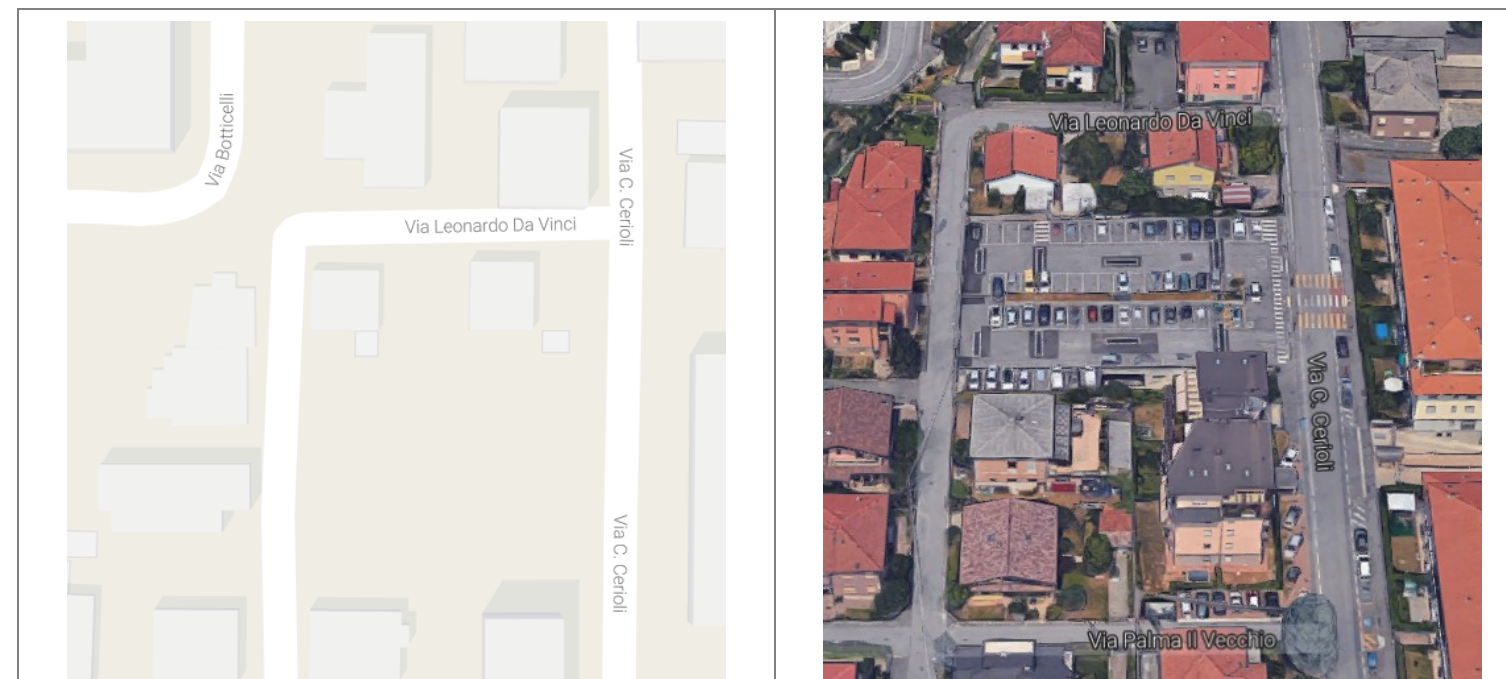 Via Botticelli
Via C. Cerioli
Via Leonardo Da Vinci
Via C. Cerioli
Via Leonardo Da Vinci
Via C. Cerioli
Via Palma Il Vecchio